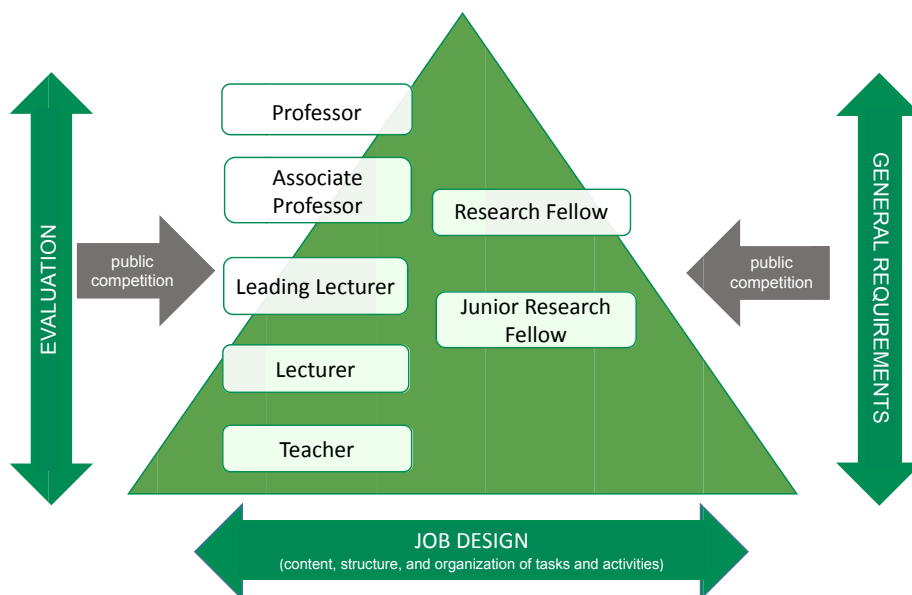 EVALUATION
public
competition
Professor
Associate
Professor
Leading Lecturer
Lecturer
Teacher
Research Fellow
Junior Research
Fellow
public
competition
GENERAL REQUIREMENTS
JOB DESIGN
(content, structure, and organization of tasks and activities)